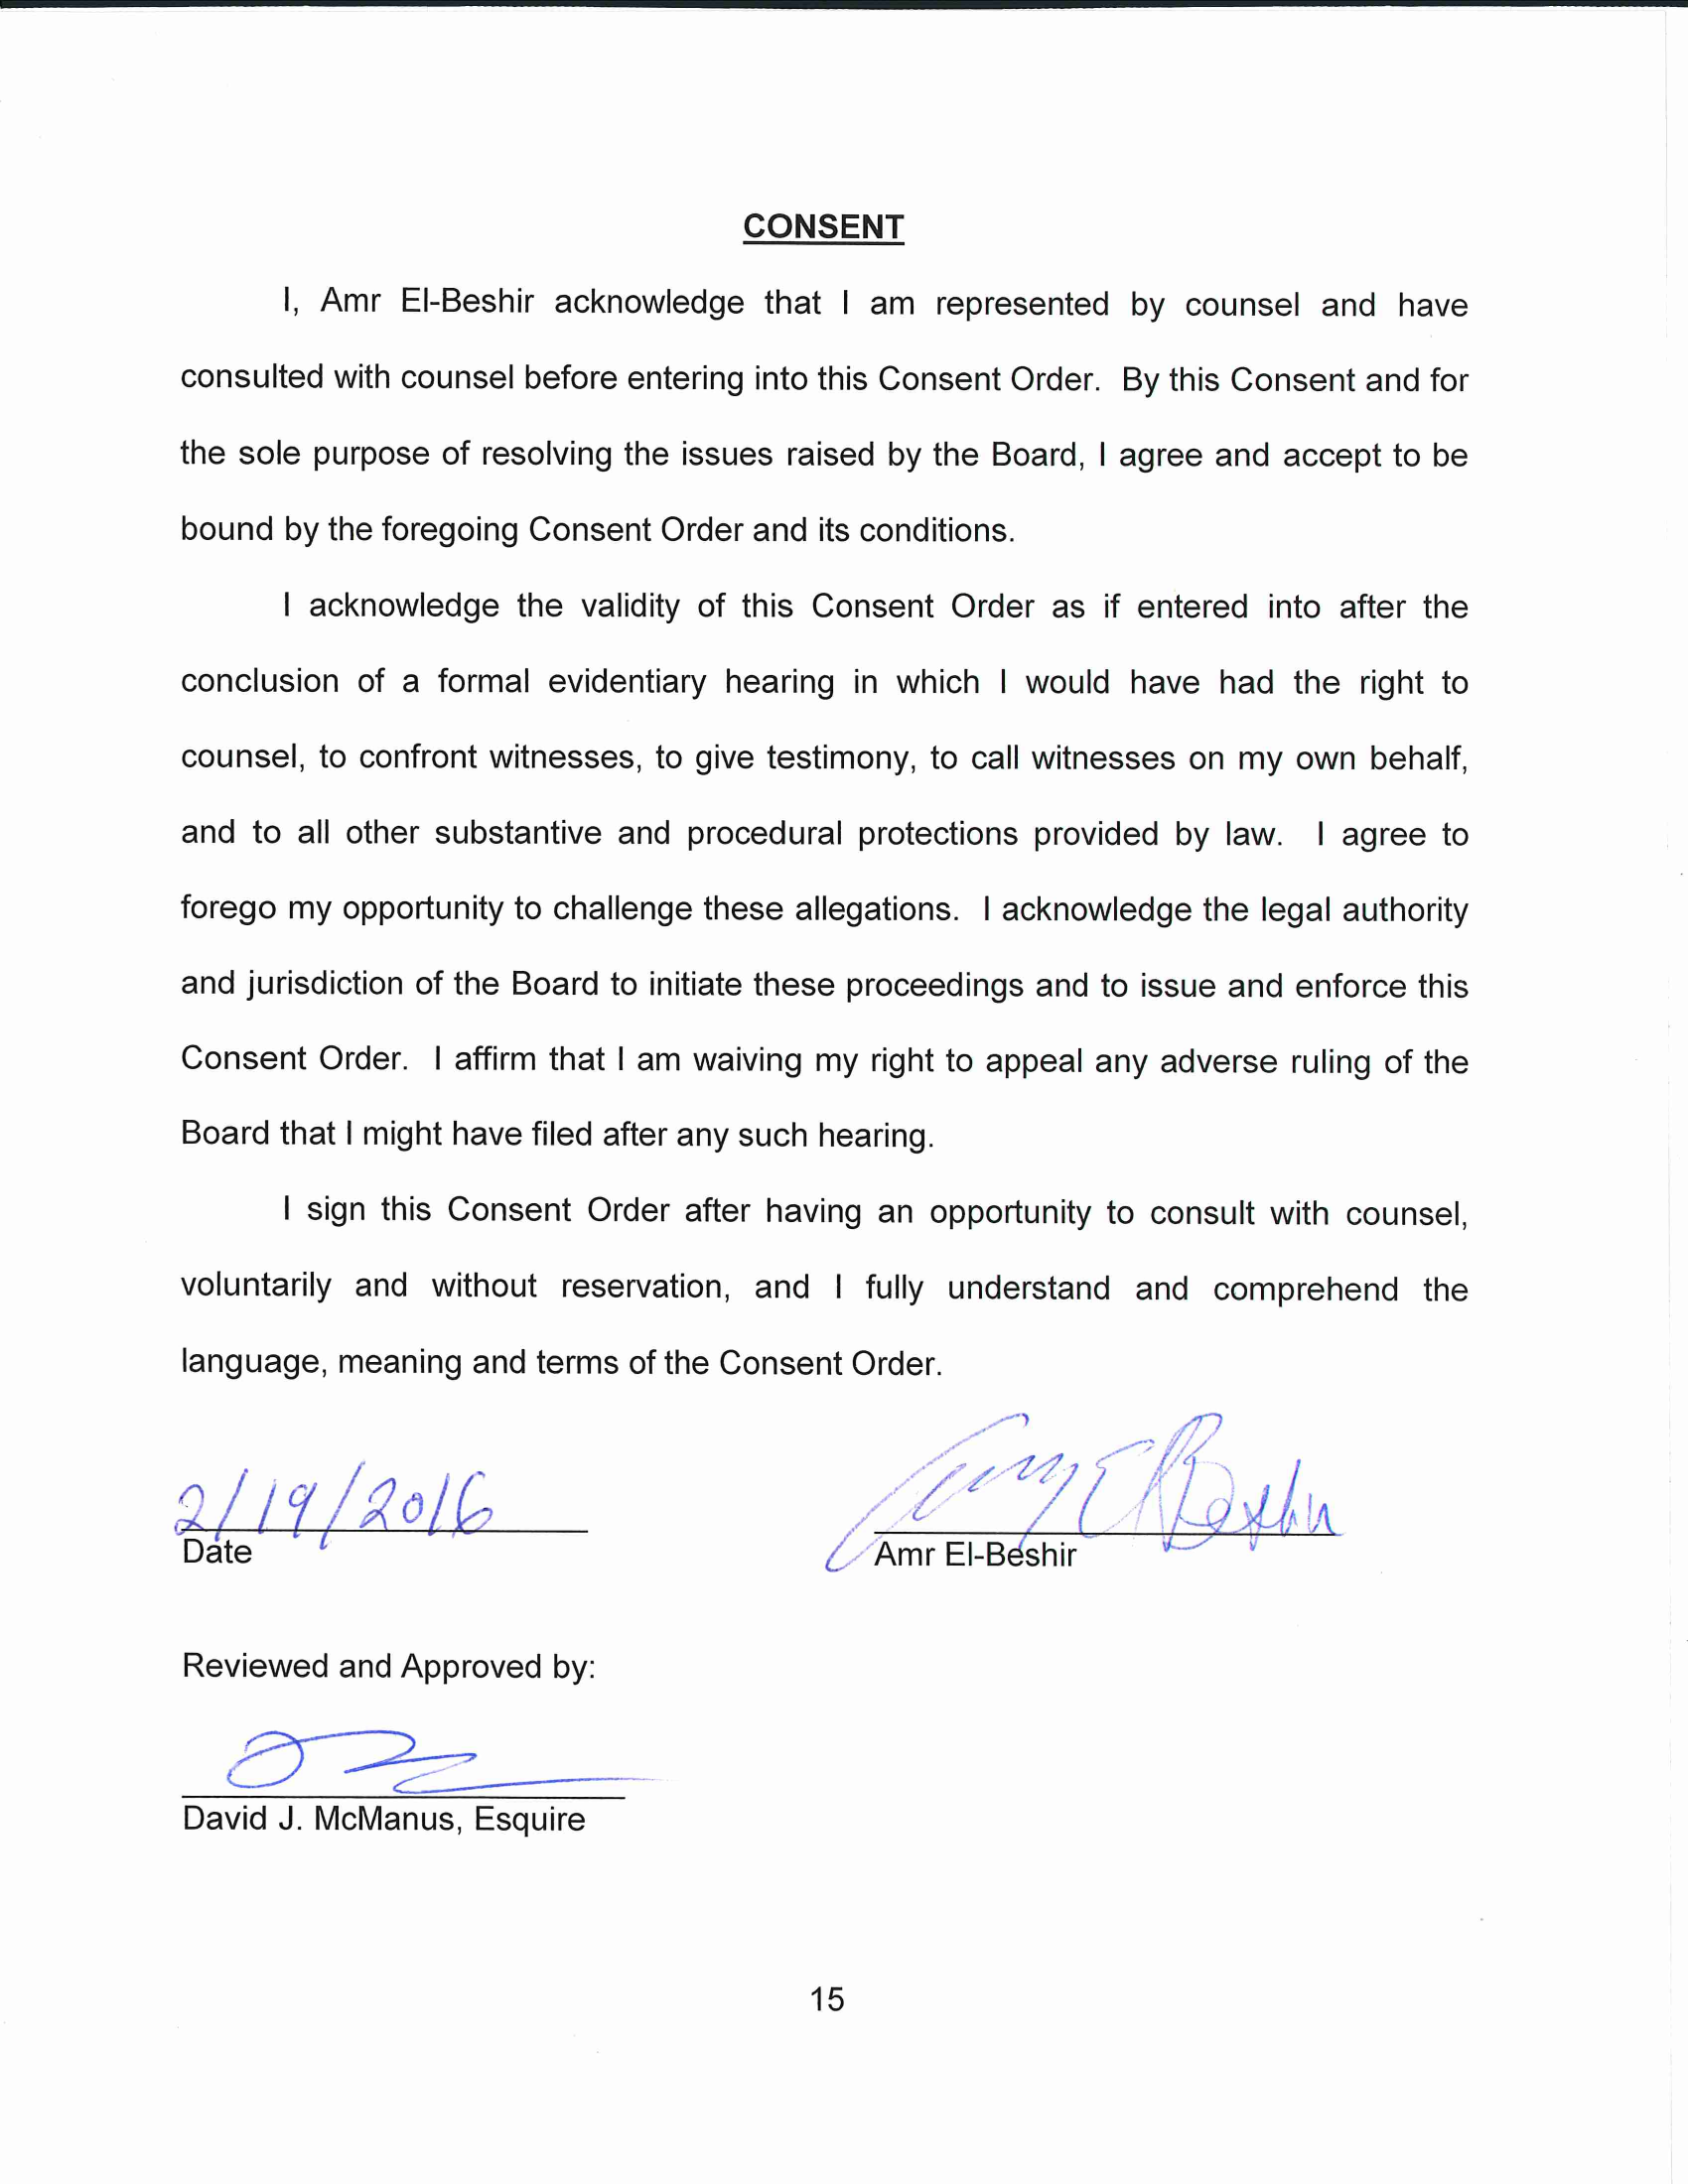 CONSENT
I, Amr El-Beshir acknowledge that I am represented by counsel and have
consulted with counsel before entering into this Consent Order. By this Consent and for
the sole purpose of resolving the issues raised by the Board, I agree and accept to be
bound by the foregoing Consent Order and its conditions.
I acknowledge the validity of this Consent Order as if entered into after the
conclusion of a formal evidentiary hearing in which I would have had the right to
counsel, to confront witnesses, to give testimony, to call witnesses on my own behalf,
and to all other substantive and procedural protections provided by law. I agree to
forego my opportunity to challenge these allegations. I acknowledge the legal authority
and jurisdiction of the Board to initiate these proceedings and to issue and enforce this
Consent Order. I affirm that I am waiving my right to appeal any adverse ruling of the
Board that I might have filed after any such hearing.
I sign this Consent Order after having an opportunity to consult with counsel,
voluntarily and without reservation, and I fully understand and comprehend the
language, meaning and terms of the Consent Order.
2/19/2016
Date
Amr El-Beshir
Reviewed and Approved by:
David J. McManus, Esquire
15